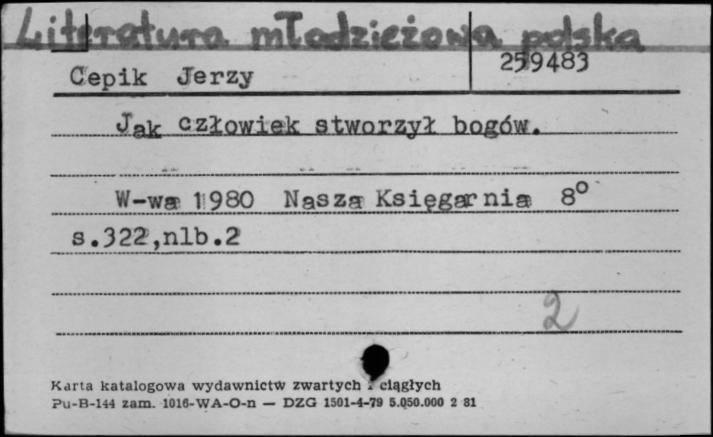 Literatura młodzieżowa polska
Cepik Jerzy 259483
Jak człowiek stworzył bogów.
W-wa 1980 Nasza Księgarnia 8°
s.322,nlb.2
2
Karta katalogowa wydawnictw zwartych i ciągłych
Pu-B-144 zam. 1016-WA-O-n — DZG 1501-4-79 5.050.000 2 81